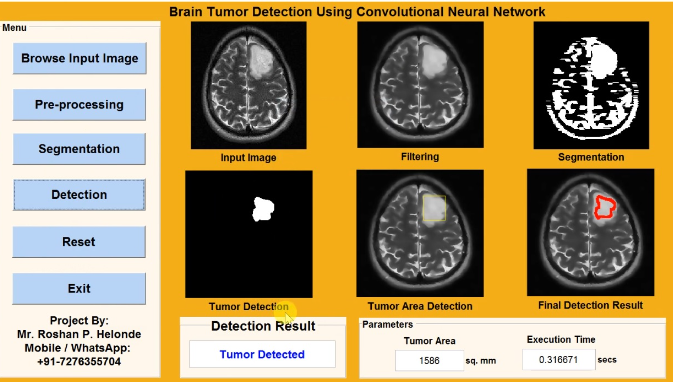 Brain Tumor Detection Using Convolutional Neural Network
Menu
Browse Input Image
Pre-processing
Segmentation
Detection
Reset
Exit
Project By:
Mr. Roshan P. Helonde
Mobile / WhatsApp:
+91-7276355704
Input Image
Filtering
Segmentation
Tumor Detection
Tumor Area Detection
Final Detection Result
Detection Result
Tumor Detected
Parameters
Tumor Area
1586 sq. mm
Execution Time
0.316671 secs